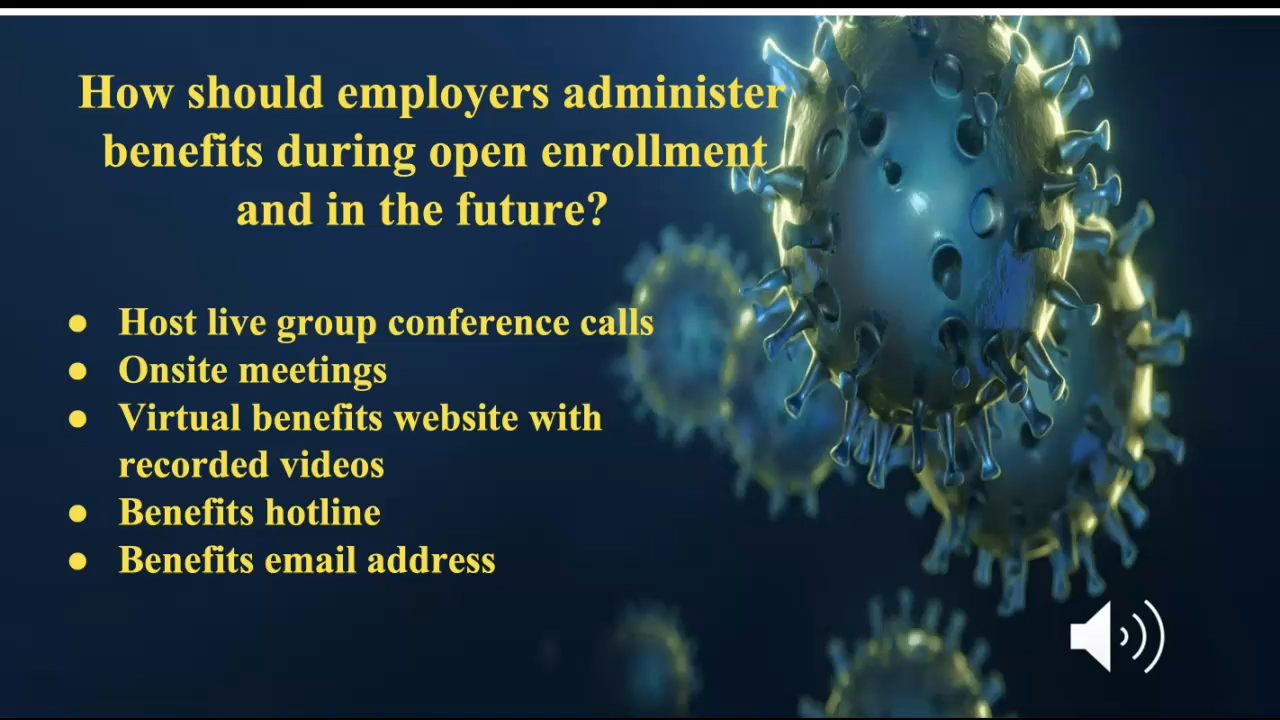 How should employers administer
benefits during open enrollment
and in the future?
● Host live group conference calls
● Onsite meetings
● Virtual benefits website with
recorded videos
● Benefits hotline
● Benefits email address